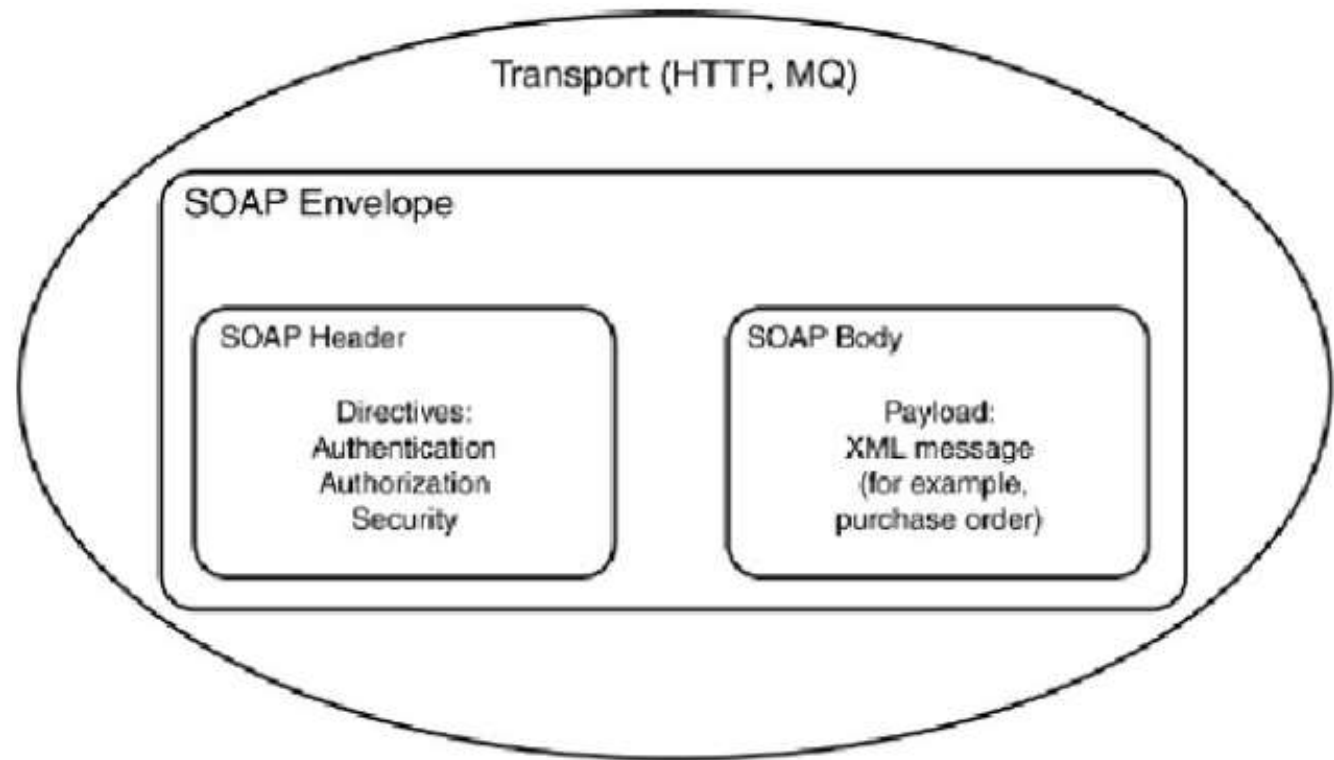 Transport (HTTP, MQ)
SOAP Envelope
SOAP Header
Directives:
Authentication
Authorization
Security
SOAP Body
Payload:
XML message
(for example,
purchase order)